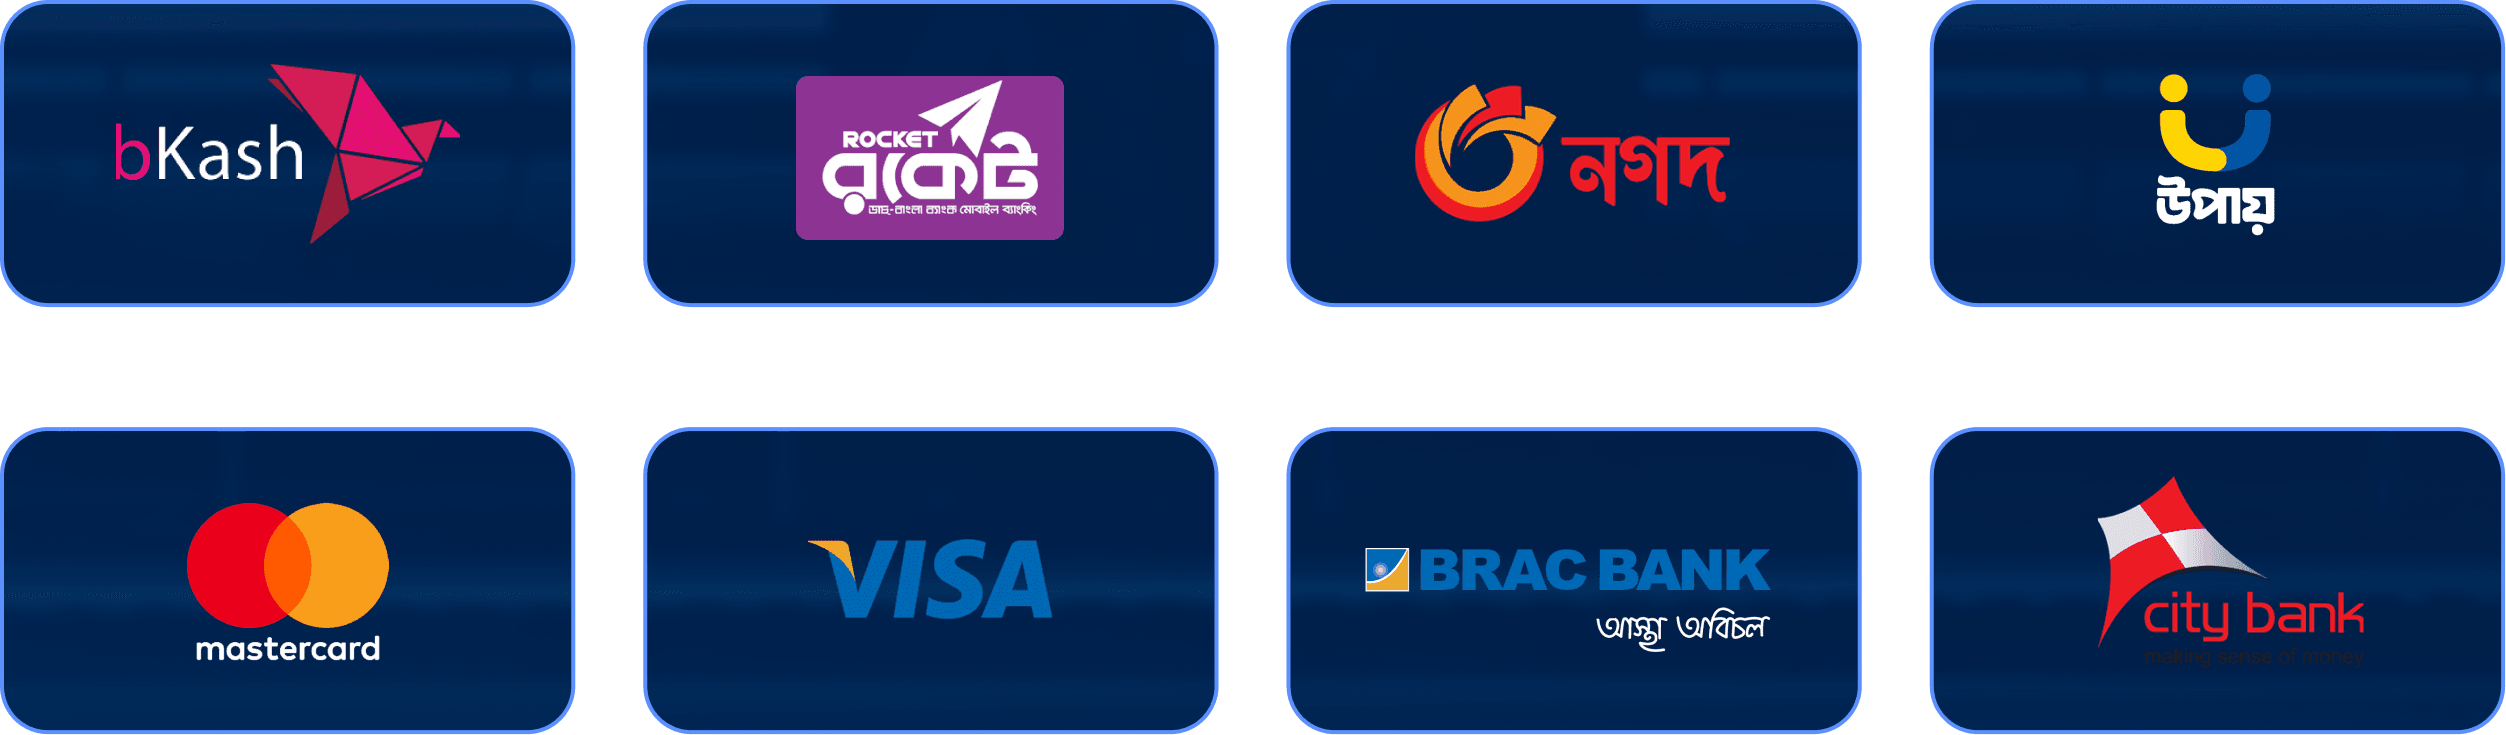 bKash
ROCKET
রকেট
ডাচ্-বাংলা ব্যাংক মোবাইল ব্যাংকিং
নগদ
উপায়
mastercard
VISA
BRAC BANK
আস্থা অবিচল
city bank
making sense of money